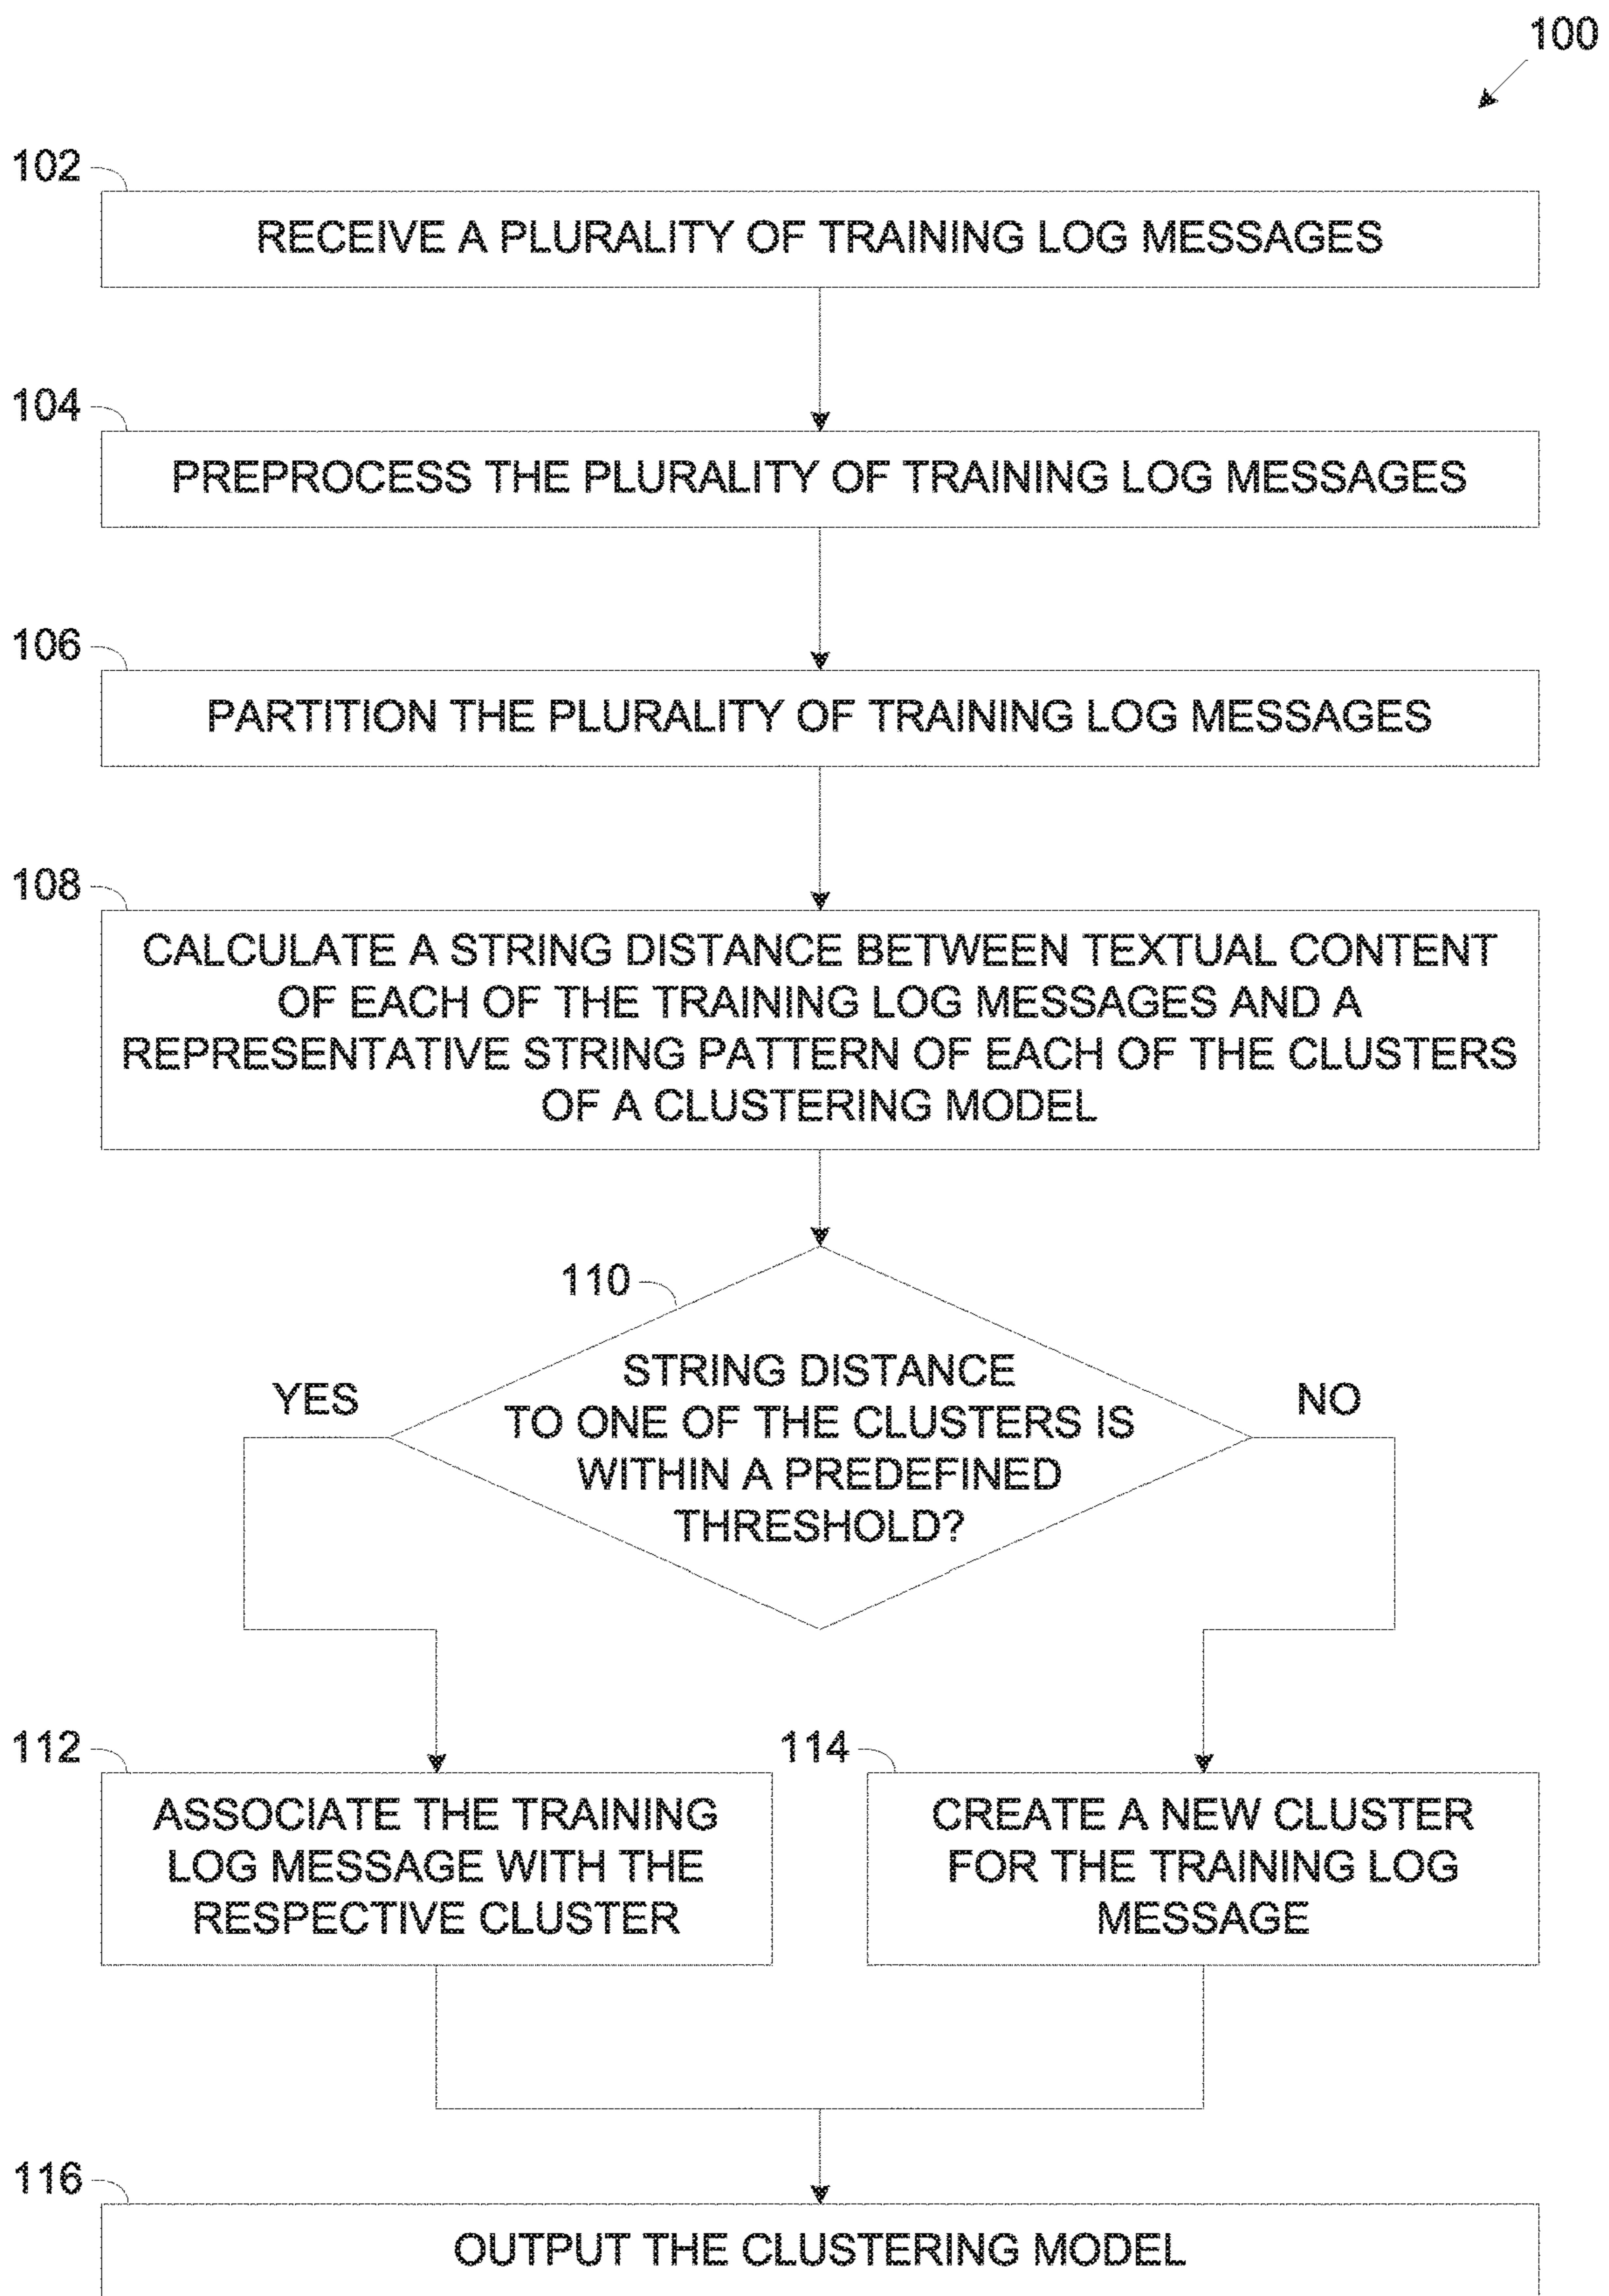 100
102
RECEIVE A PLURALITY OF TRAINING LOG MESSAGES
104
PREPROCESS THE PLURALITY OF TRAINING LOG MESSAGES
106
PARTITION THE PLURALITY OF TRAINING LOG MESSAGES
108
CALCULATE A STRING DISTANCE BETWEEN TEXTUAL CONTENT
OF EACH OF THE TRAINING LOG MESSAGES AND A
REPRESENTATIVE STRING PATTERN OF EACH OF THE CLUSTERS
OF A CLUSTERING MODEL
110
STRING DISTANCE
TO ONE OF THE CLUSTERS IS
WITHIN A PREDEFINED
THRESHOLD?
YES
NO
112
ASSOCIATE THE TRAINING
LOG MESSAGE WITH THE
RESPECTIVE CLUSTER
114
CREATE A NEW CLUSTER
FOR THE TRAINING LOG
MESSAGE
116
OUTPUT THE CLUSTERING MODEL